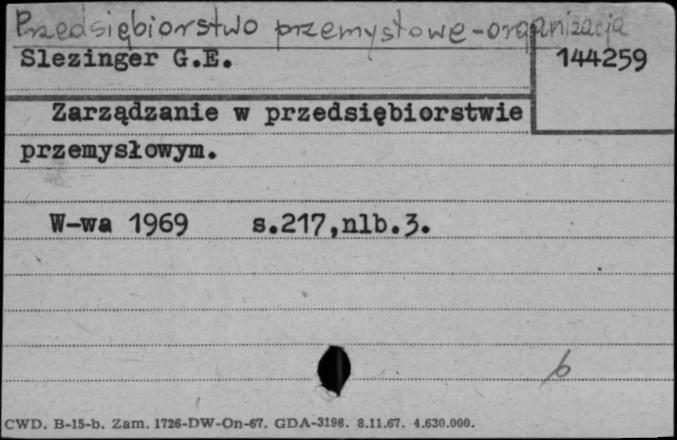 Przedsiębiorstwo przemysłowe-organizacja
Slezinger G.E.
144259
Zarządzanie w przedsiębiorstwie
przemysłowym.
W-wa 1969 s.217,nlb.3.
b
CWD. B-15-b. Zam. 1726-DW-On-67. GDA-3198. 8.11.67. 4.630.000.